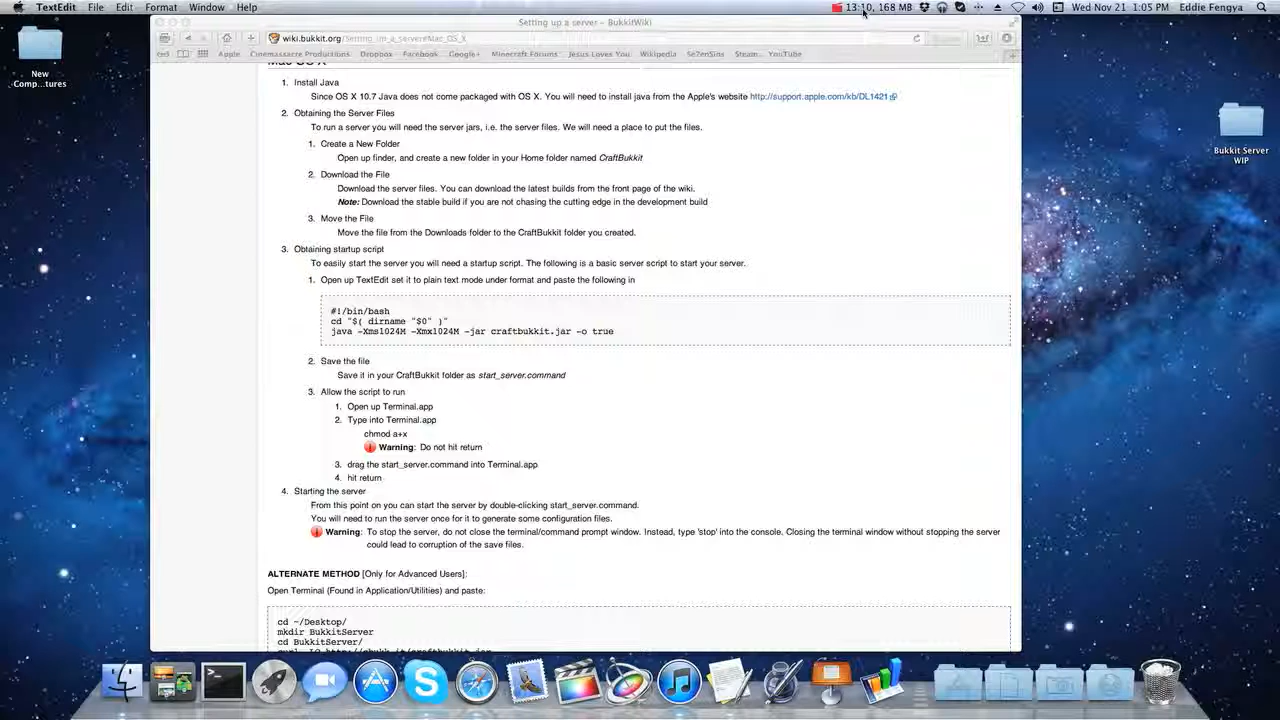 TextEdit File Edit Format Window Help
13:10, 168 MB
Wed Nov 21 1:05 PM Eddie Fengya
Setting up a server – BukkitWiki
wiki.bukkit.org/Setting_up_a_server#Mac_OS_X
Apple Cinemassacre Productions Dropbox Facebook Google+ Minecraft Forums Jesus Loves You Wikipedia Se7enSins Steam YouTube
Mac OS X
1. Install Java
Since OS X 10.7 Java does not come packaged with OS X. You will need to install java from the Apple's website http://support.apple.com/kb/DL1421
2. Obtaining the Server Files
To run a server you will need the server jars, i.e. the server files. We will need a place to put the files.
1. Create a New Folder
Open up finder, and create a new folder in your Home folder named CraftBukkit
2. Download the File
Download the server files. You can download the latest builds from the front page of the wiki.
Note: Download the stable build if you are not chasing the cutting edge in the development build
3. Move the File
Move the file from the Downloads folder to the CraftBukkit folder you created.
3. Obtaining startup script
To easily start the server you will need a startup script. The following is a basic server script to start your server.
1. Open up TextEdit set it to plain text mode under format and paste the following in
#!/bin/bash
cd "$( dirname "$0" )"
java -Xms1024M -Xmx1024M -jar craftbukkit.jar -o true
2. Save the file
Save it in your CraftBukkit folder as start_server.command
3. Allow the script to run
1. Open up Terminal.app
2. Type into Terminal.app
chmod a+x
Warning: Do not hit return
3. drag the start_server.command into Terminal.app
4. hit return
4. Starting the server
From this point on you can start the server by double-clicking start_server.command.
You will need to run the server once for it to generate some configuration files.
Warning: To stop the server, do not close the terminal/command prompt window. Instead, type 'stop' into the console. Closing the terminal window without stopping the server
could lead to corruption of the save files.
ALTERNATE METHOD [Only for Advanced Users]:
Open Terminal (Found in Application/Utilities) and paste:
cd ~/Desktop/
mkdir BukkitServer
cd BukkitServer/
New
Comp...tures
Bukkit Server
WIP